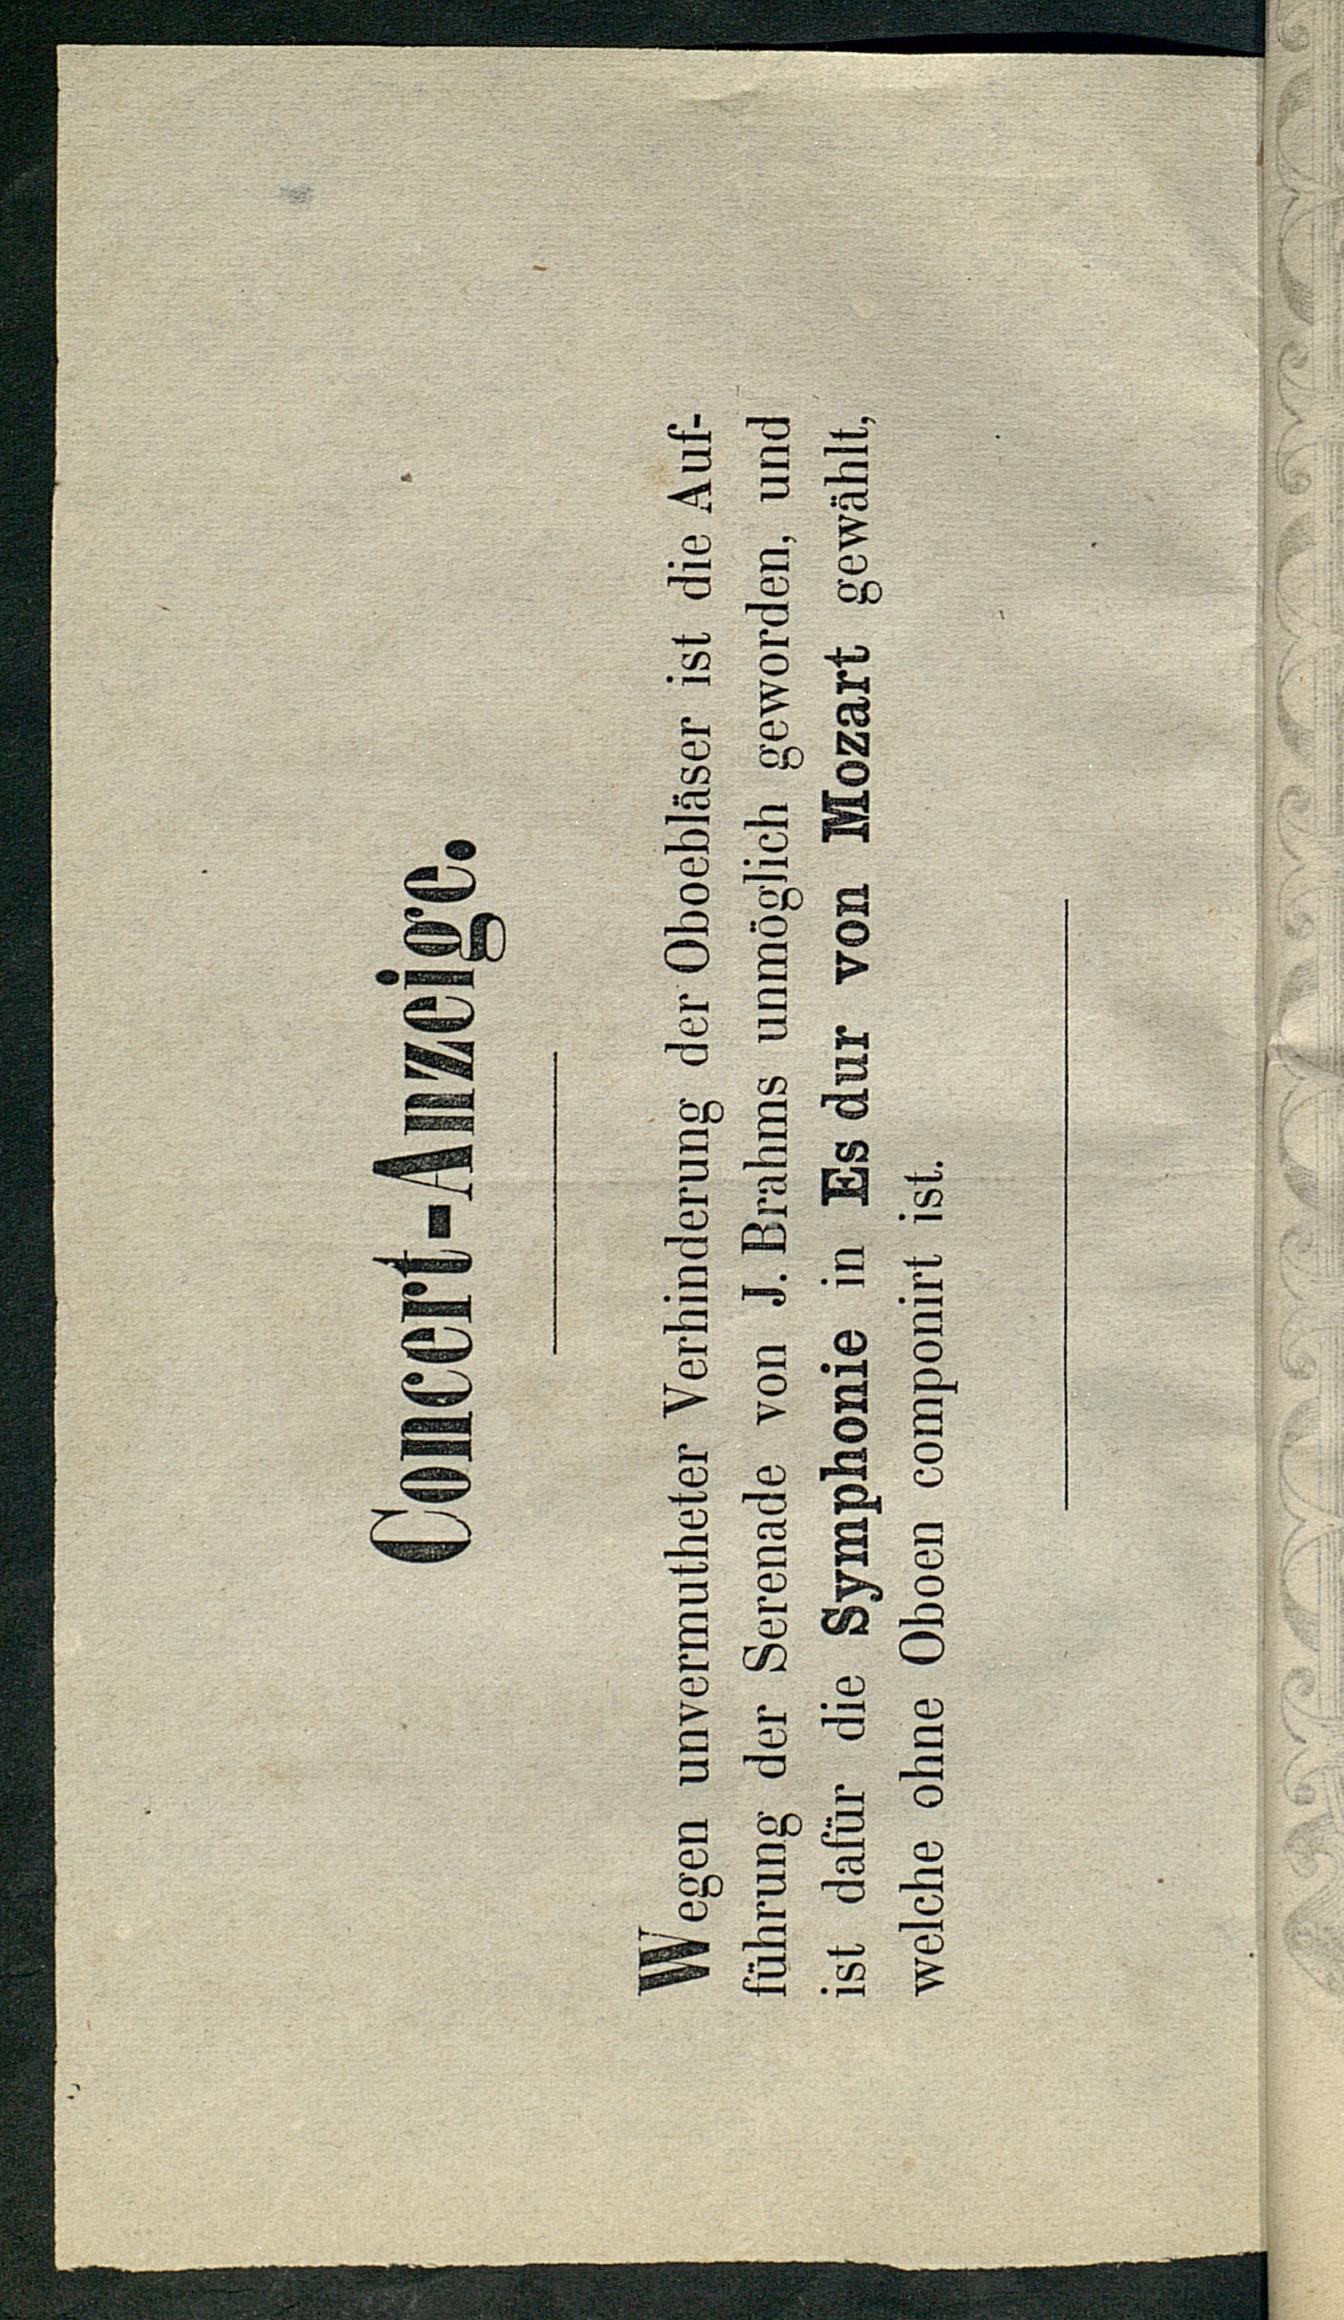 Concert-Anzeige.
Wegen unvermutheter Verhinderung der Oboebläser ist die Auf-
führung der Serenade von J. Brahms unmöglich geworden, und
ist dafür die Symphonie in Es dur von Mozart gewählt,
welche ohne Oboen componirt ist.